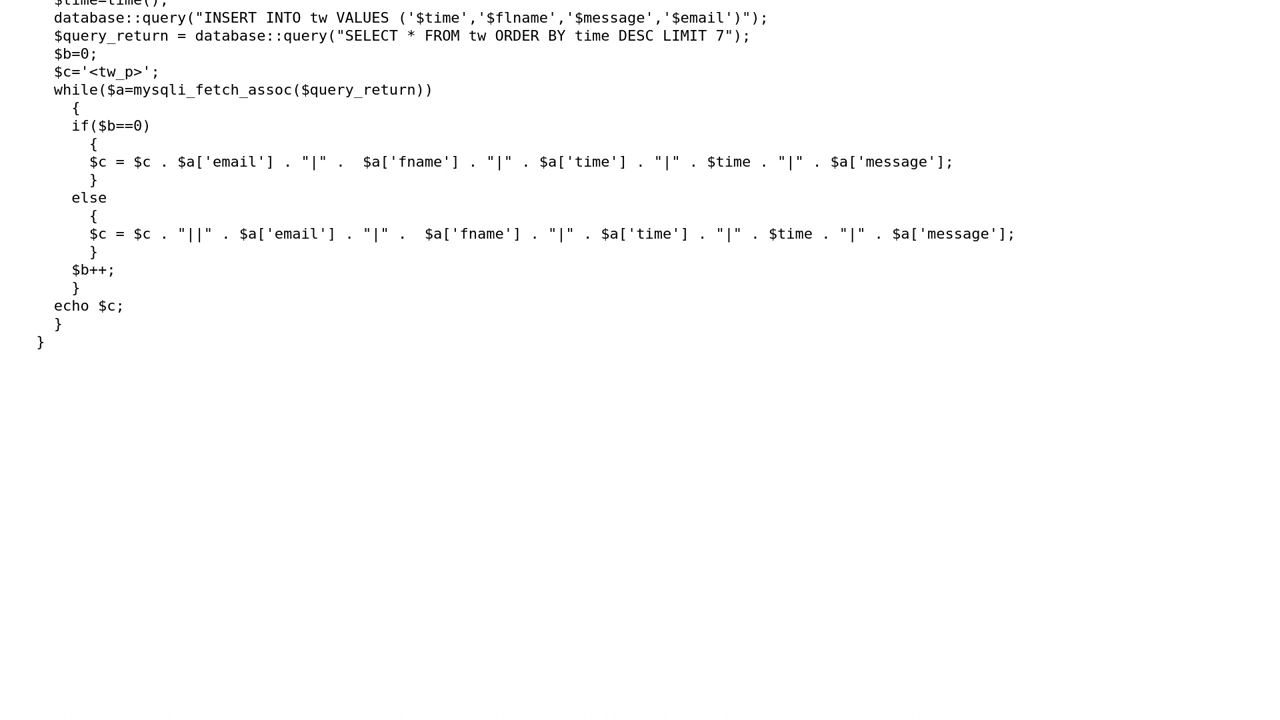 $time=time();
database::query("INSERT INTO tw VALUES ('$time','$flname','$message','$email')");
$query_return = database::query("SELECT * FROM tw ORDER BY time DESC LIMIT 7");
$b=0;
$c='<tw_p>';
while($a=mysqli_fetch_assoc($query_return))
{
if($b==0)
{
$c = $c . $a['email'] . "|" .  $a['fname'] . "|" . $a['time'] . "|" . $time . "|" . $a['message'];
}
else
{
$c = $c . "||" . $a['email'] . "|" .  $a['fname'] . "|" . $a['time'] . "|" . $time . "|" . $a['message'];
}
$b++;
}
echo $c;
}
}